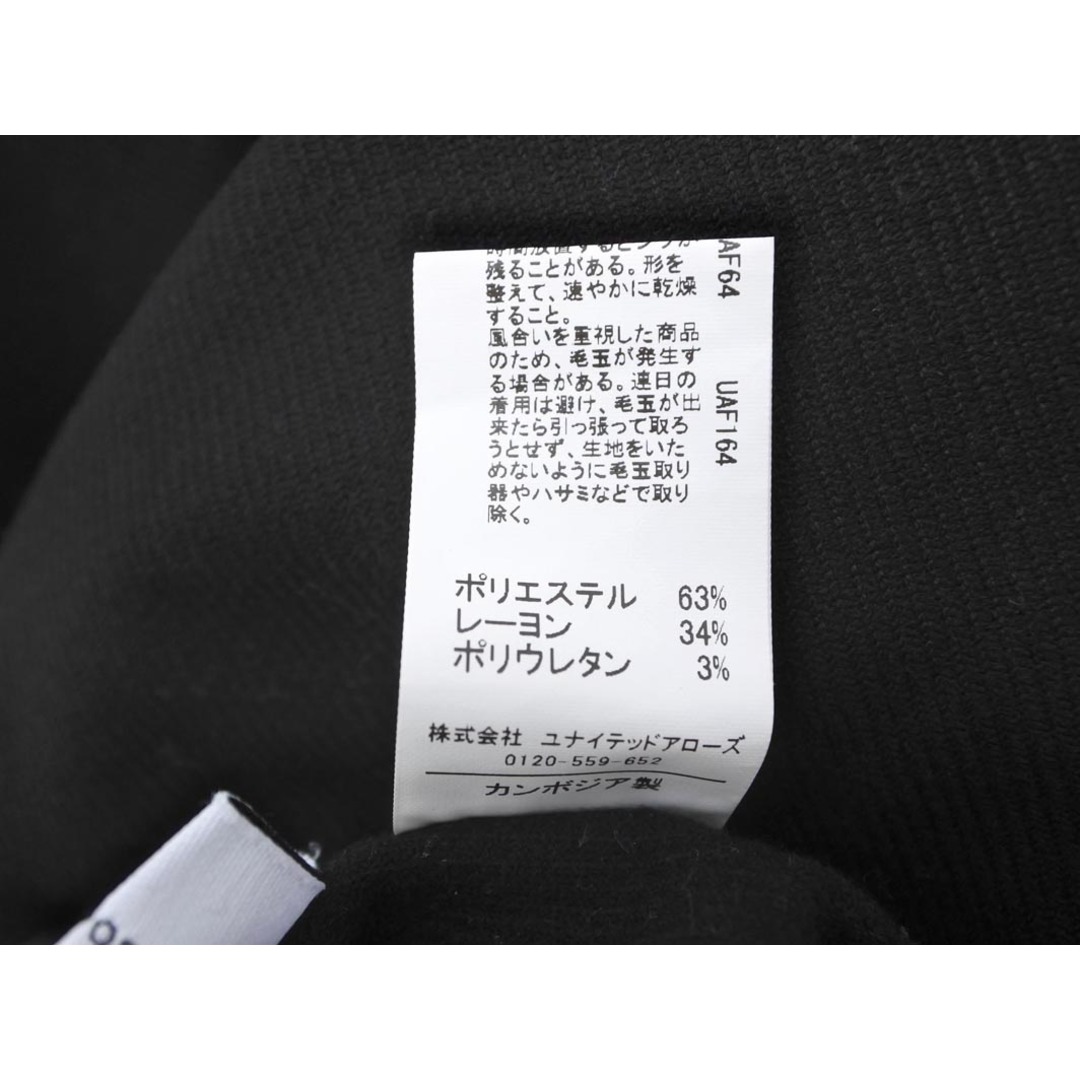 残ることがある。形を
整えて、速やかに乾燥
すること。
風合いを重視した商品
のため、毛玉が発生す
る場合がある。連日の
着用は避け、毛玉が出
来たら引っ張って取ろ
うとせず、生地をいた
めないように毛玉取り
器やハサミなどで取り
除く。
AF64
UAF164
ポリエステル 63%
レーヨン 34%
ポリウレタン 3%
株式会社 ユナイテッドアローズ
0120-559-652
カンボジア製